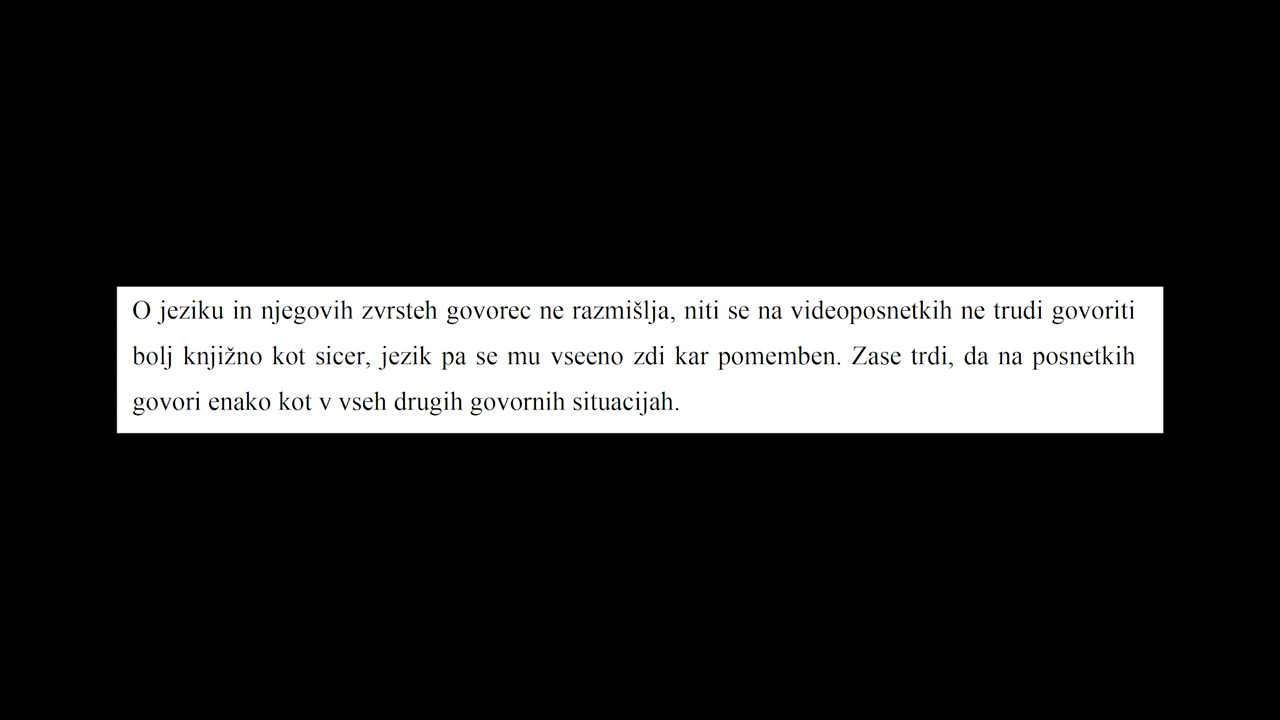 O jeziku in njegovih zvrsteh govorec ne razmišlja, niti se na videoposnetkih ne trudi govoriti
bolj knjižno kot sicer, jezik pa se mu vseeno zdi kar pomemben. Zase trdi, da na posnetkih
govori enako kot v vseh drugih govornih situacijah.